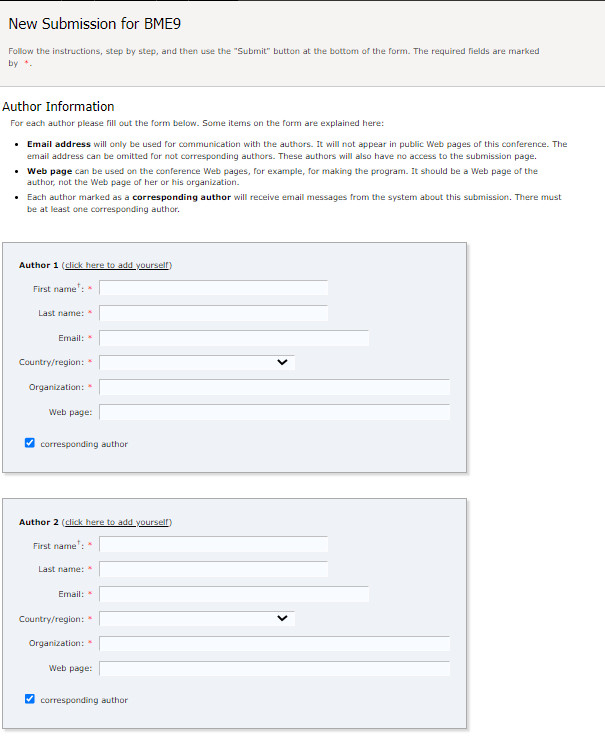 New Submission for BME9
Follow the instructions, step by step, and then use the "Submit" button at the bottom of the form. The required fields are marked
by *.
Author Information
For each author please fill out the form below. Some items on the form are explained here:
• Email address will only be used for communication with the authors. It will not appear in public Web pages of this conference. The
email address can be omitted for not corresponding authors. These authors will also have no access to the submission page.
• Web page can be used on the conference Web pages, for example, for making the program. It should be a Web page of the
author, not the Web page of her or his organization.
• Each author marked as a corresponding author will receive email messages from the system about this submission. There must
be at least one corresponding author.
Author 1 (click here to add yourself)
First name†: *
Last name: *
Email: *
Country/region: *
Organization: *
Web page:
corresponding author
Author 2 (click here to add yourself)
First name†: *
Last name: *
Email: *
Country/region: *
Organization: *
Web page:
corresponding author